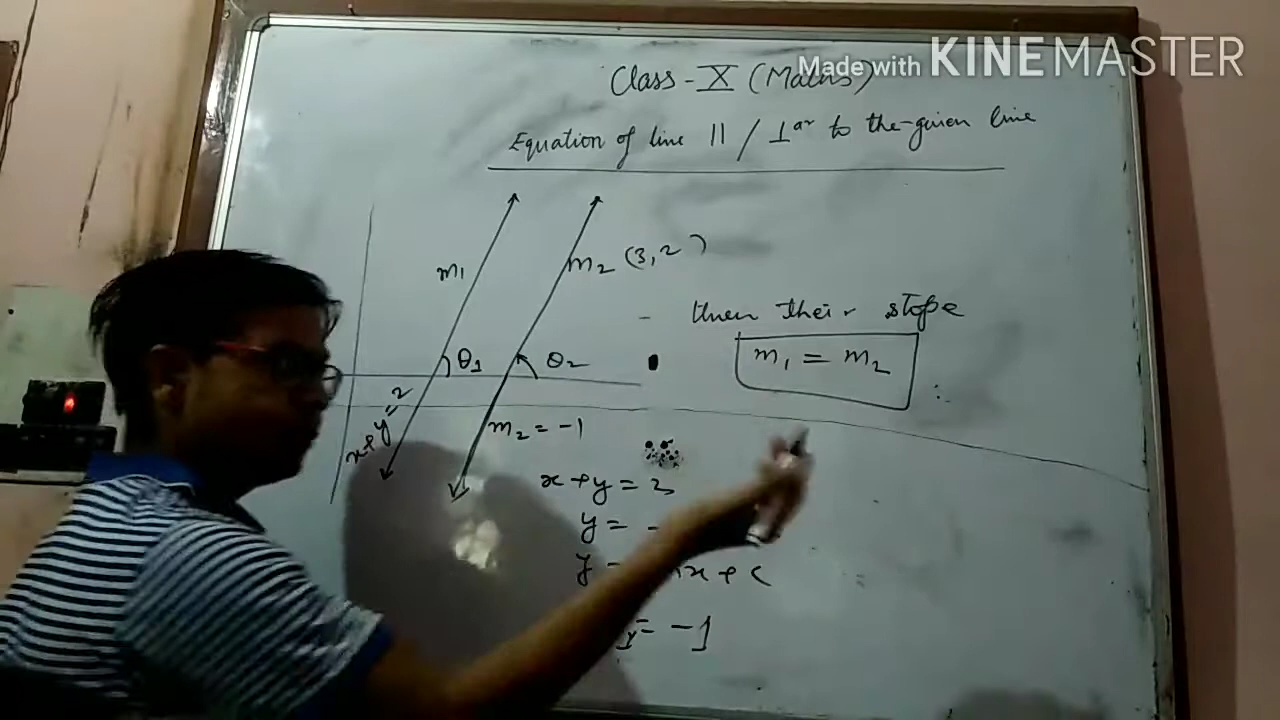 Made with KINEMASTER
Class-X (Maths)
Equation of line || / ⊥ar to the given line
m1
m2 (3, 2)
then their slope
θ1
θ2
m1 = m2
x+y=2
m2 = -1
x+y=2
y= -
y= x+c
= -1